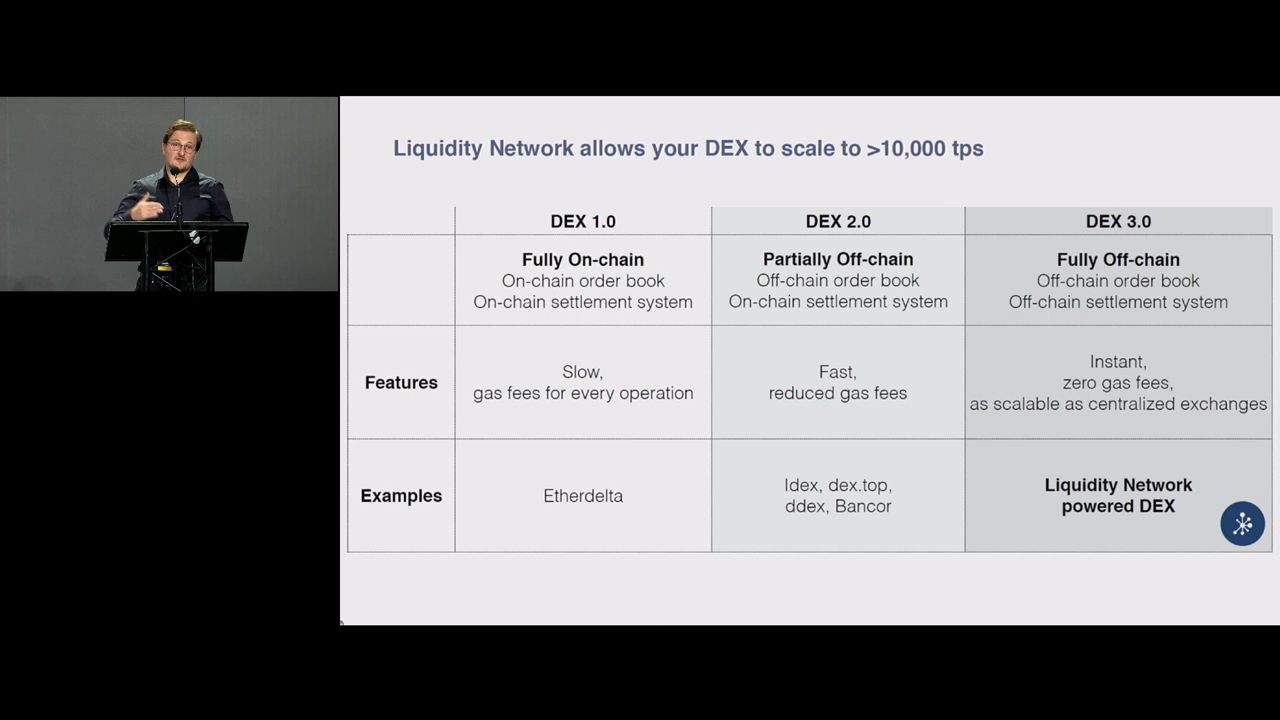 Liquidity Network allows your DEX to scale to >10,000 tps
DEX 1.0
DEX 2.0
DEX 3.0
Fully On-chain
On-chain order book
On-chain settlement system
Partially Off-chain
Off-chain order book
On-chain settlement system
Fully Off-chain
Off-chain order book
Off-chain settlement system
Features
Slow,
gas fees for every operation
Fast,
reduced gas fees
Instant,
zero gas fees,
as scalable as centralized exchanges
Examples
Etherdelta
Idex, dex.top,
ddex, Bancor
Liquidity Network
powered DEX